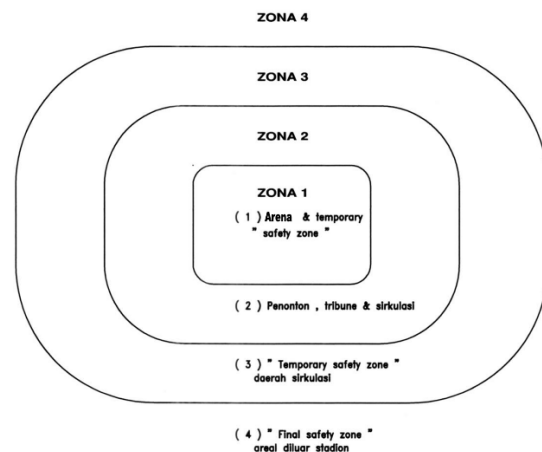 ZONA 4
ZONA 3
ZONA 2
ZONA 1
( 1 ) Arena & temporary
" safety zone "
( 2 ) Penonton , tribune & sirkulasi
( 3 ) " Temporary safety zone "
daerah sirkulasi
( 4 ) " Final safety zone "
areal diluar stadion